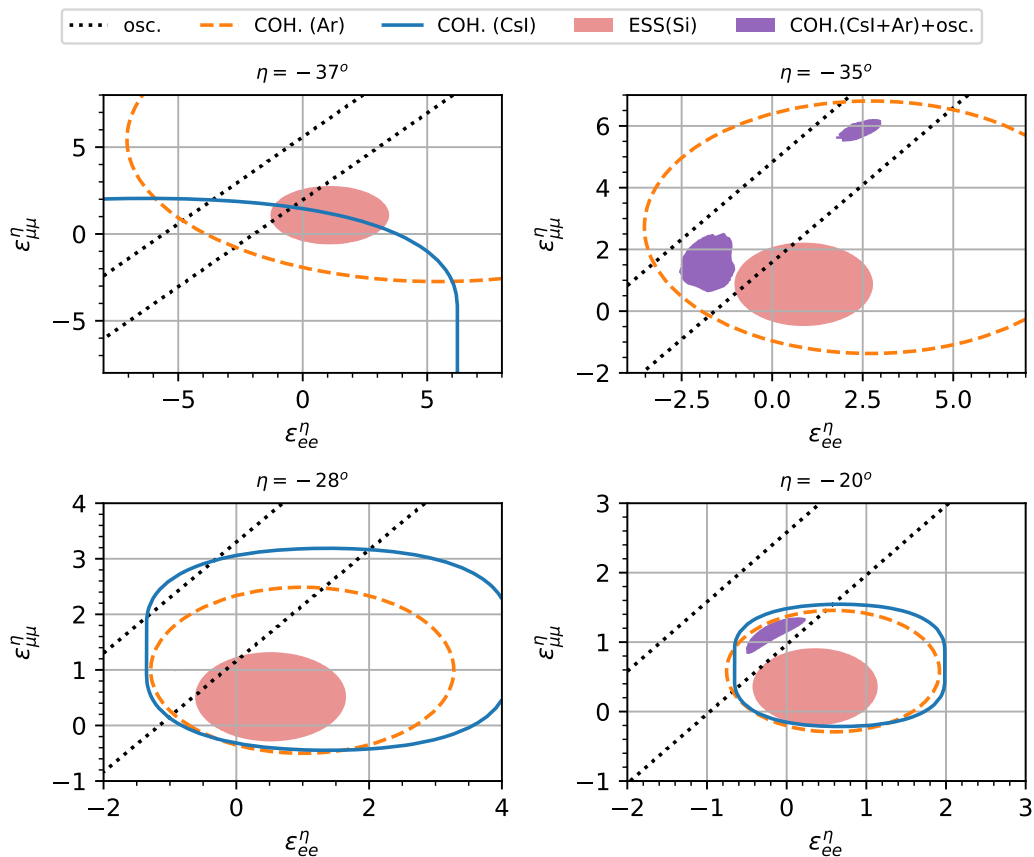 osc. COH. (Ar) COH. (CsI) ESS(Si) COH.(CsI+Ar)+osc.
η = −37° η = −35°
5
0
−5
−5 0 5
ε^η_μμ
ε^η_ee
6
4
2
0
−2
−2.5 0.0 2.5 5.0
ε^η_μμ
ε^η_ee
η = −28° η = −20°
4
3
2
1
0
−1
−2 0 2 4
ε^η_μμ
ε^η_ee
3
2
1
0
−1
−2 −1 0 1 2 3
ε^η_μμ
ε^η_ee